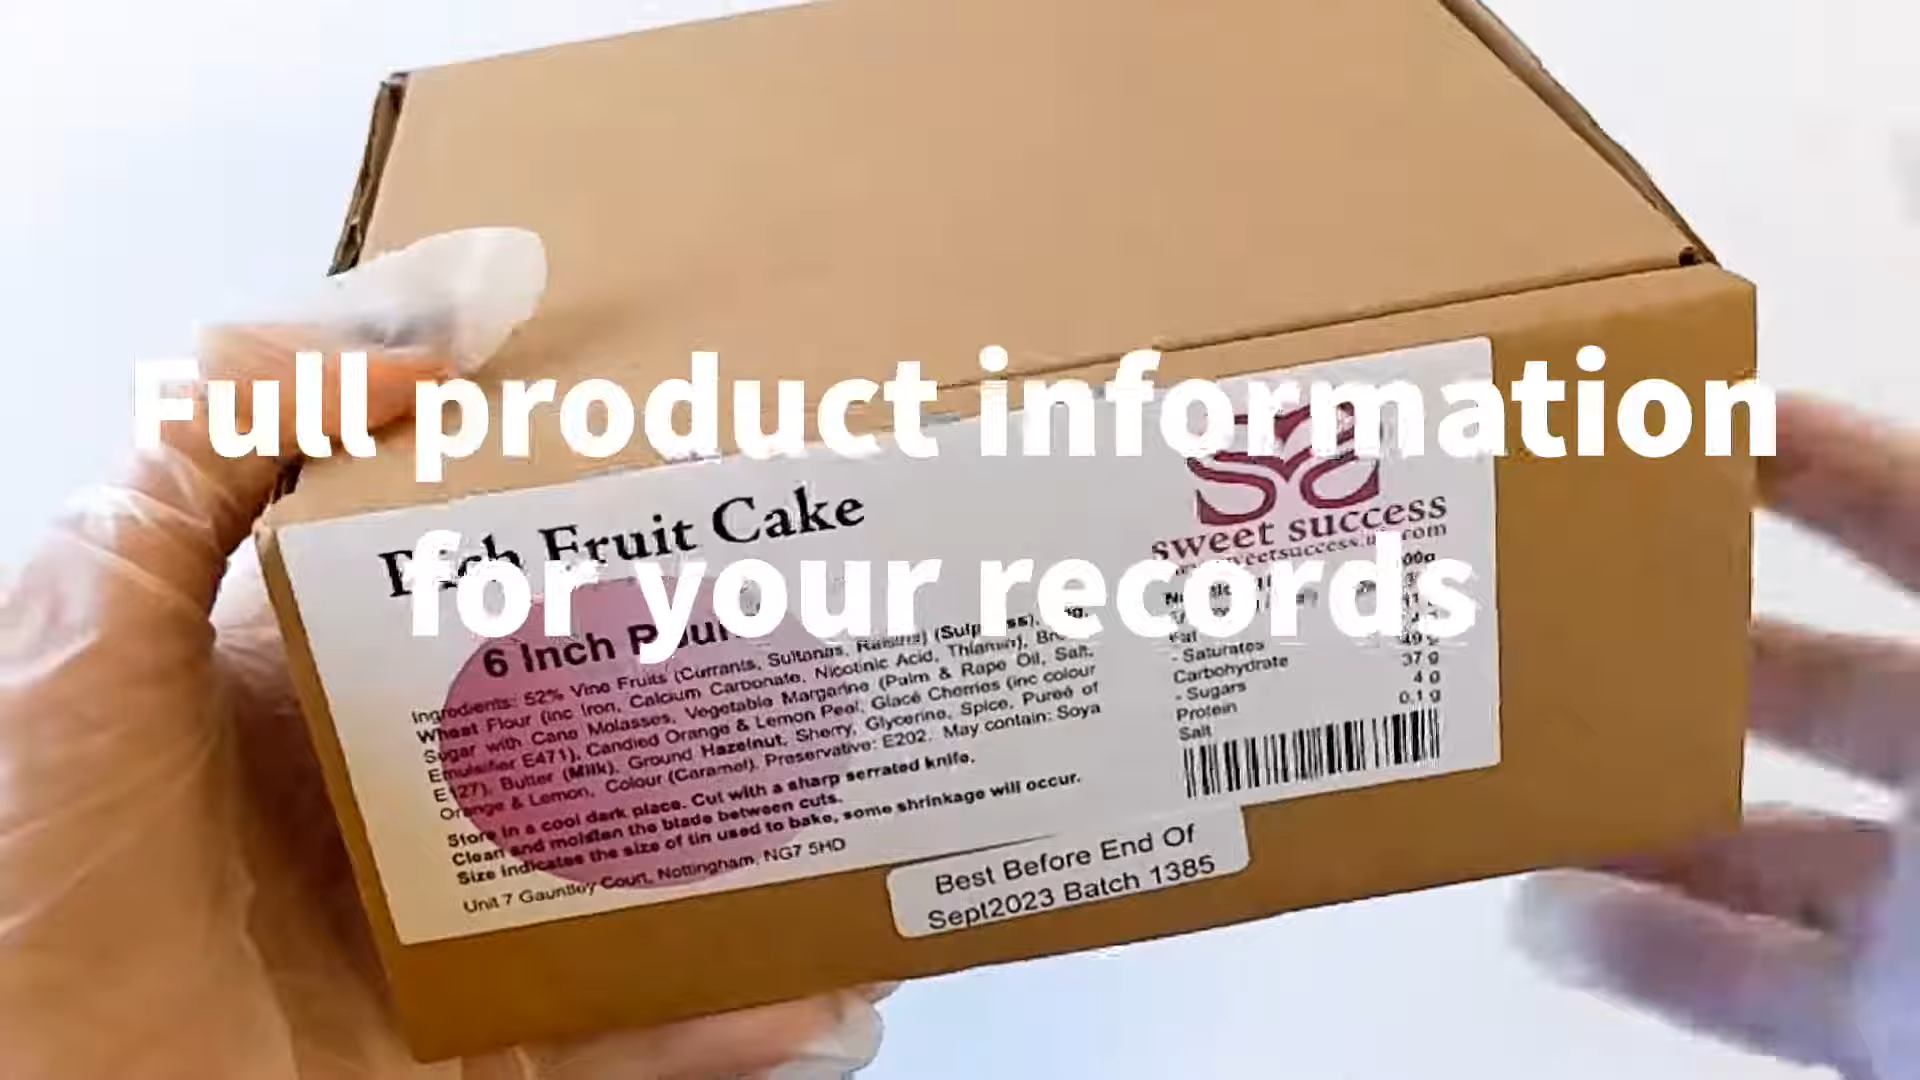 Full product information
for your records
Rich Fruit Cake
6 Inch Round
Ingredients: 52% Vine Fruits (Currants, Sultanas, Raisins) (Sulphites),
Wheat Flour (inc Iron, Calcium Carbonate, Nicotinic Acid, Thiamin),
Sugar with Cane Molasses, Vegetable Margarine (Palm & Rape Oil, Salt,
Emulsifier E471), Candied Orange & Lemon Peel, Glacé Cherries (inc colour
E127), Butter (Milk), Ground Hazelnut, Sherry, Glycerine, Spice, Pureé of
Orange & Lemon, Colour (Caramel). Preservative: E202. May contain: Soya
Store in a cool dark place. Cut with a sharp serrated knife.
Clean and moisten the blade between cuts.
Size indicates the size of tin used to bake, some shrinkage will occur.
Unit 7 Gauntley Court, Nottingham, NG7 5HD
sweet success
Fat
- Saturates
Carbohydrate 37 g
- Sugars 4 g
Protein 0.1 g
Salt
Best Before End Of
Sept2023 Batch 1385